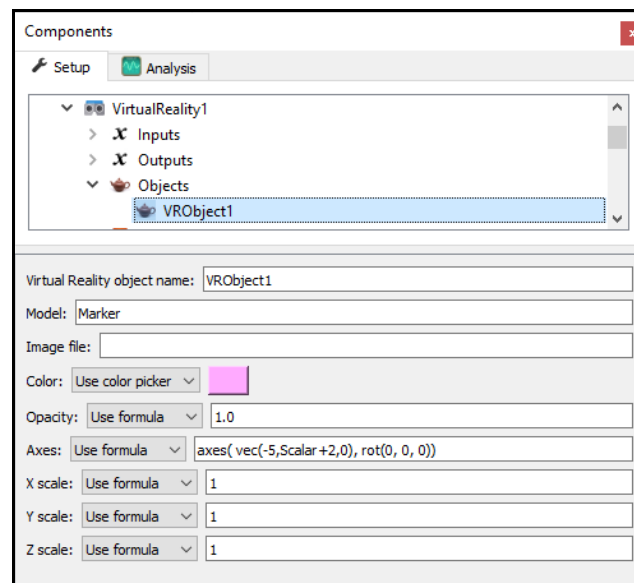 Components
Setup Analysis
VirtualReality1
x Inputs
x Outputs
Objects
VRObject1
Virtual Reality object name: VRObject1
Model: Marker
Image file:
Color: Use color picker
Opacity: Use formula 1.0
Axes: Use formula axes( vec(-5,Scalar+2,0), rot(0, 0, 0))
X scale: Use formula 1
Y scale: Use formula 1
Z scale: Use formula 1